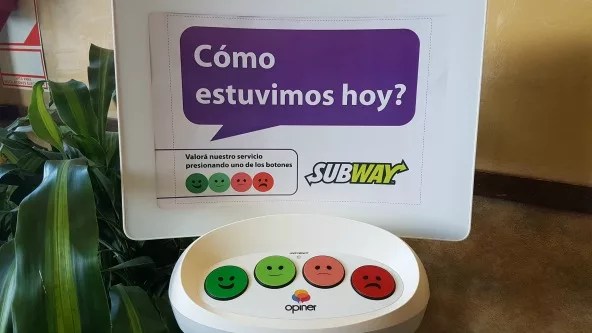 Cómo
estuvimos hoy?
Valorá nuestro servicio
presionando uno de los botones
SUBWAY
opiner